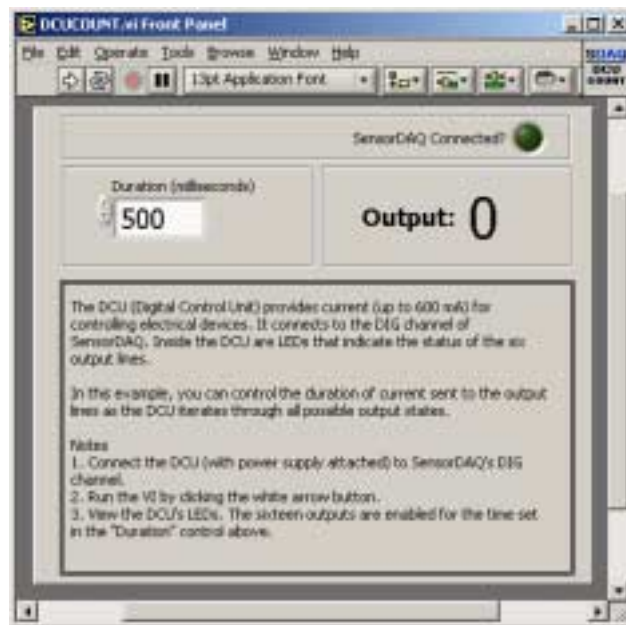 DCUCOUNT.vi Front Panel
File Edit Operate Tools Browse Window Help
13pt Application Font
SDAQ
DCU
COUNT
SensorDAQ Connected?
Duration (milliseconds)
500
Output: 0
The DCU (Digital Control Unit) provides current (up to 600 mA) for
controlling electrical devices. It connects to the DIG channel of
SensorDAQ. Inside the DCU are LEDs that indicate the status of the six
output lines.
In this example, you can control the duration of current sent to the output
lines as the DCU iterates through all possible output states.
Notes
1. Connect the DCU (with power supply attached) to SensorDAQ's DIG
channel.
2. Run the VI by clicking the white arrow button.
3. View the DCU's LEDs. The sixteen outputs are enabled for the time set
in the "Duration" control above.